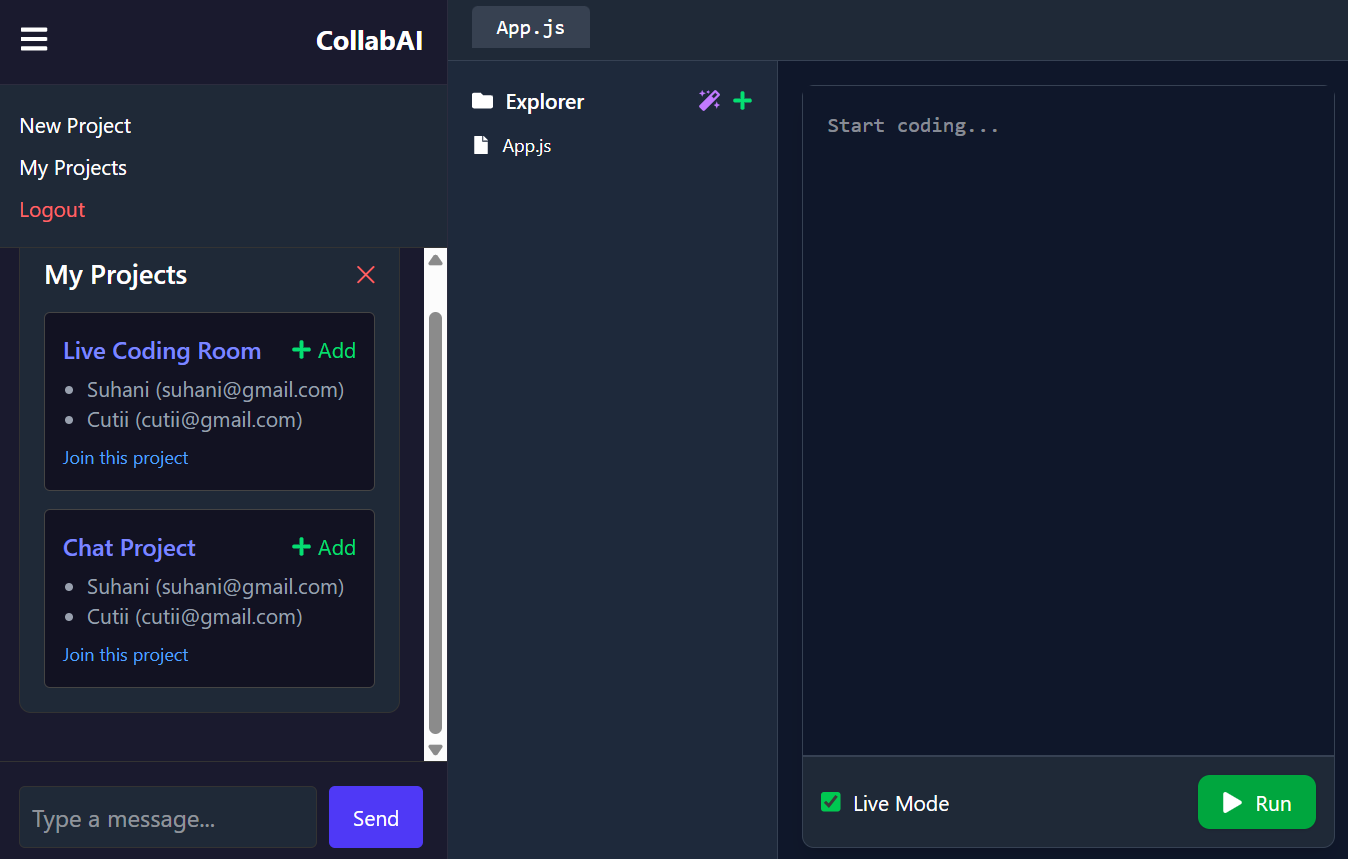 CollabAI
New Project
My Projects
Logout
My Projects
Live Coding Room
Add
Suhani (suhani@gmail.com)
Cutii (cutii@gmail.com)
Join this project
Chat Project
Add
Suhani (suhani@gmail.com)
Cutii (cutii@gmail.com)
Join this project
Type a message...
Send
App.js
Explorer
App.js
Start coding...
Live Mode
Run